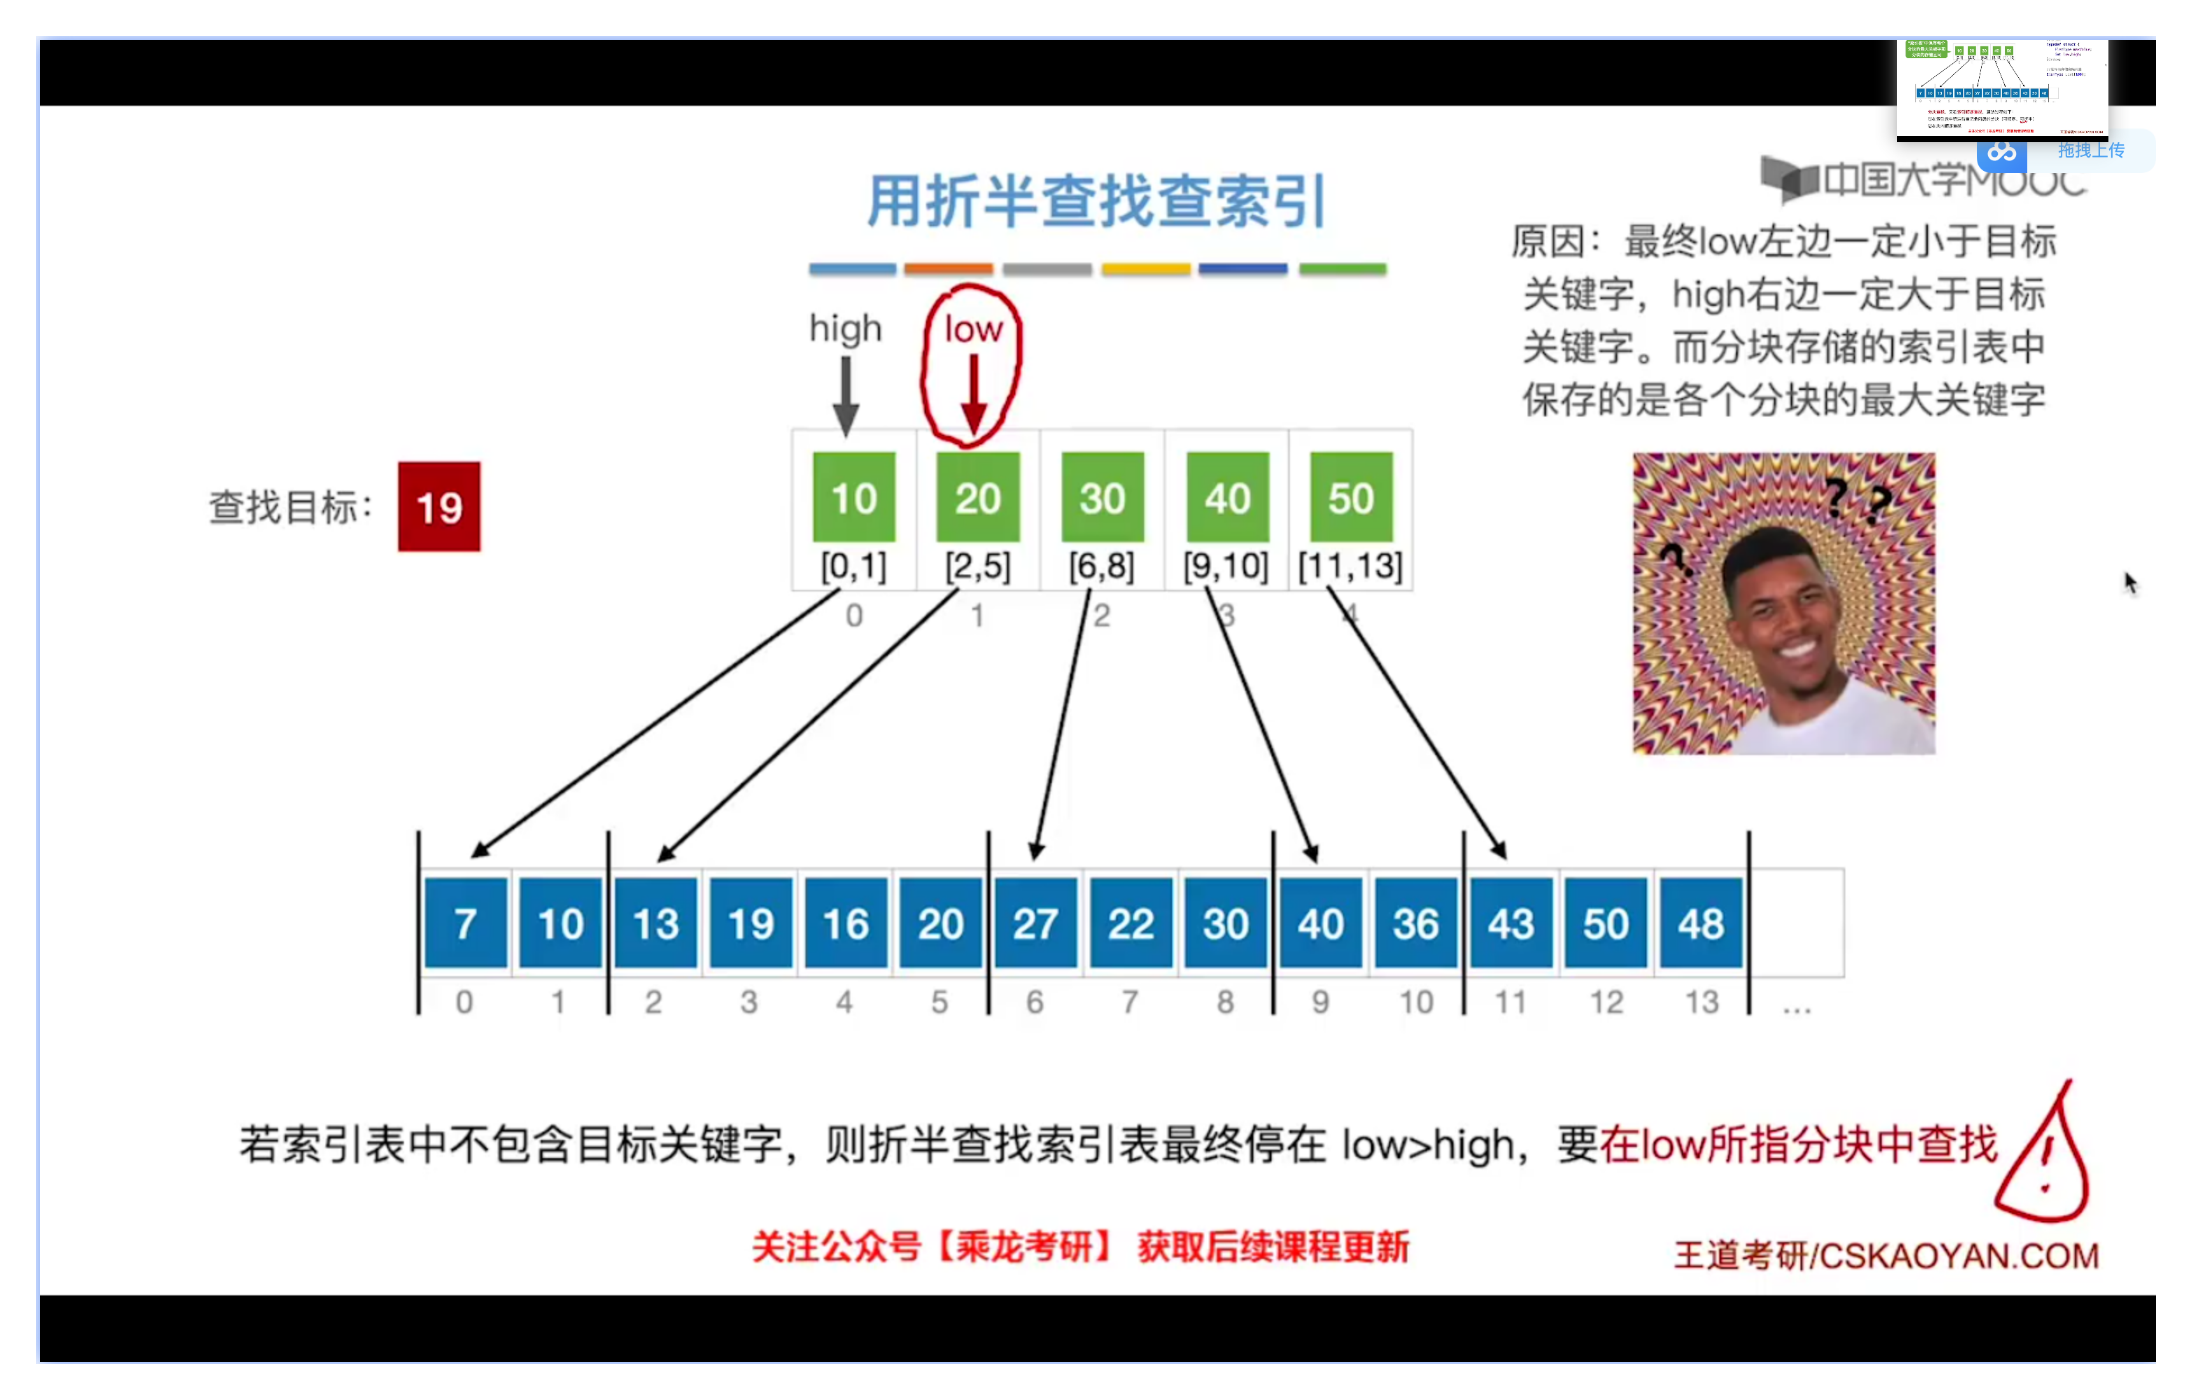 拖拽上传
中国大学MOOC
用折半查找查索引
原因：最终low左边一定小于目标
关键字，high右边一定大于目标
关键字。而分块存储的索引表中
保存的是各个分块的最大关键字
high low
查找目标： 19
10 20 30 40 50
[0,1] [2,5] [6,8] [9,10] [11,13]
0 1 2 3 4
? ? ?
7 10 13 19 16 20 27 22 30 40 36 43 50 48
0 1 2 3 4 5 6 7 8 9 10 11 12 13 ...
若索引表中不包含目标关键字，则折半查找索引表最终停在 low>high，要在low所指分块中查找
!
关注公众号【乘龙考研】 获取后续课程更新
王道考研/CSKAOYAN.COM